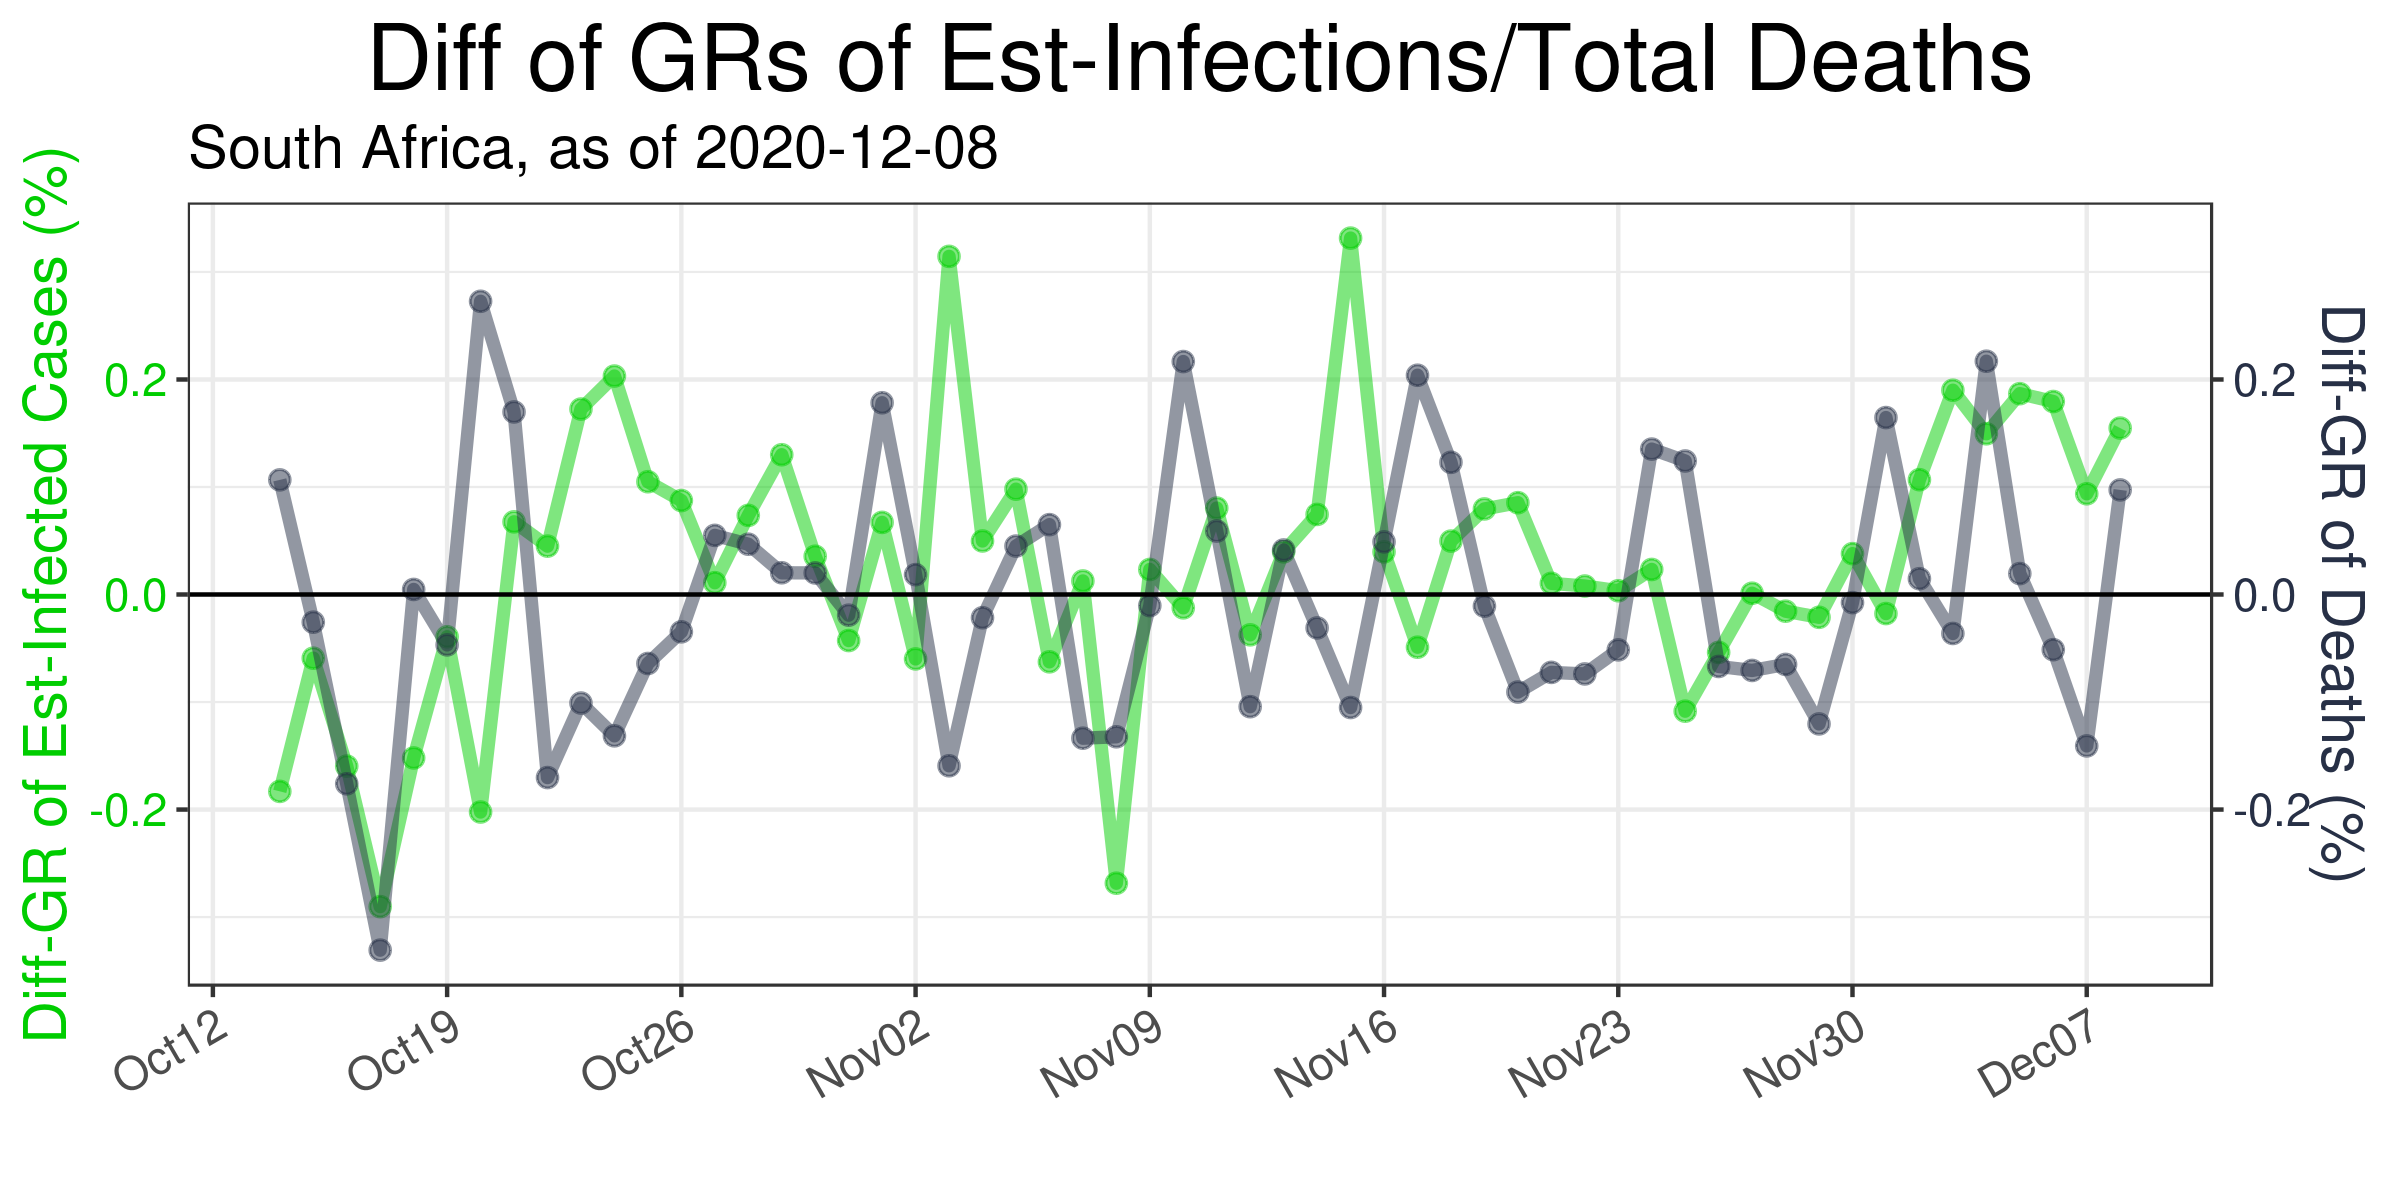 Diff of GRs of Est-Infections/Total Deaths
South Africa, as of 2020-12-08
Diff-GR of Est-Infected Cases (%)
0.2
0.0
-0.2
0.2
0.0
-0.2
Diff-GR of Deaths (%)
Oct12
Oct19
Oct26
Nov02
Nov09
Nov16
Nov23
Nov30
Dec07